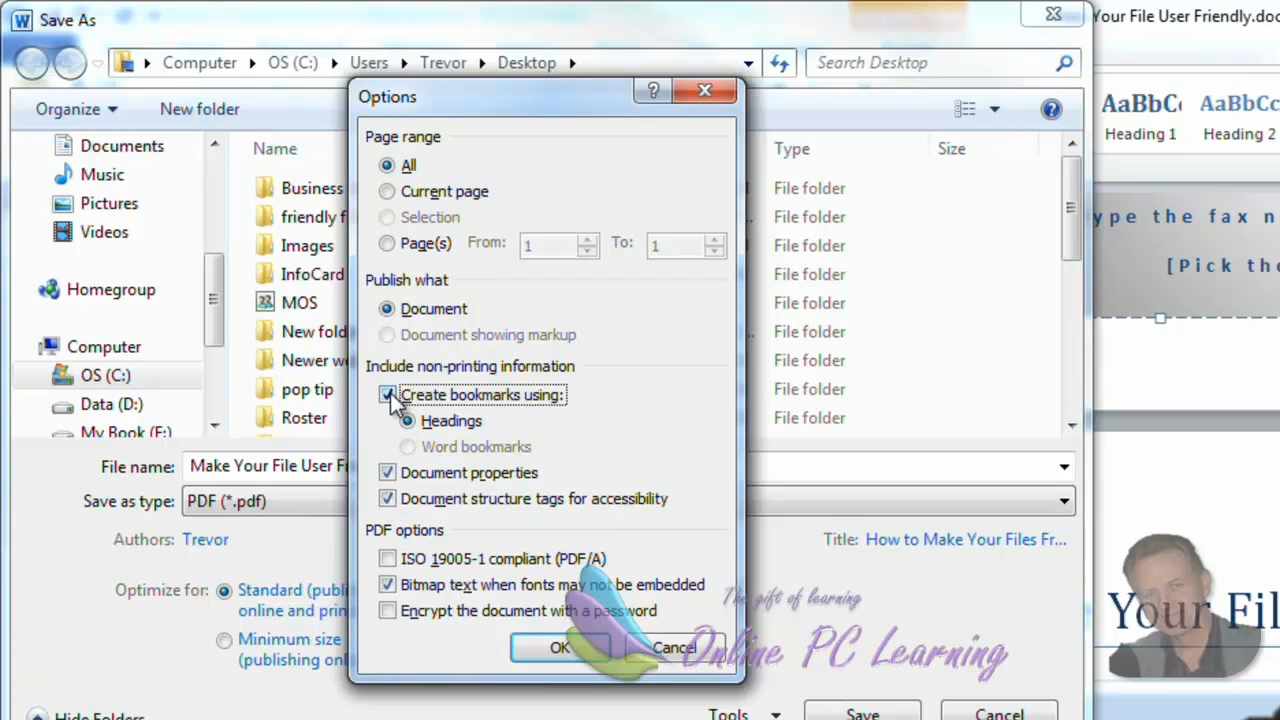 Save As
Your File User Friendly.doc
Computer OS (C:) Users Trevor Desktop
Search Desktop
Organize New folder
Options
Page range
All
Current page
Selection
Page(s) From: 1 To: 1
Publish what
Document
Document showing markup
Include non-printing information
Create bookmarks using:
Headings
Word bookmarks
Document properties
Document structure tags for accessibility
PDF options
ISO 19005-1 compliant (PDF/A)
Bitmap text when fonts may not be embedded
Encrypt the document with a password
OK Cancel
Documents
Music
Pictures
Videos
Homegroup
Computer
OS (C:)
Data (D:)
My Book (F:)
Name
Business
friendly f
Images
InfoCard
MOS
New fold
Newer w
pop tip
Roster
Type Size
File folder
File folder
File folder
File folder
File folder
File folder
File folder
File folder
File folder
AaBbC AaBbCc
Heading 1 Heading 2
ype the fax n
[Pick the
Your Fil
File name: Make Your File User Fr
Save as type: PDF (*.pdf)
Authors: Trevor
Title: How to Make Your Files Fr...
Optimize for: Standard (publi
online and prin
Minimum size
(publishing onl
Hide Folders
Tools Save Cancel
The gift of learning
Online PC Learning